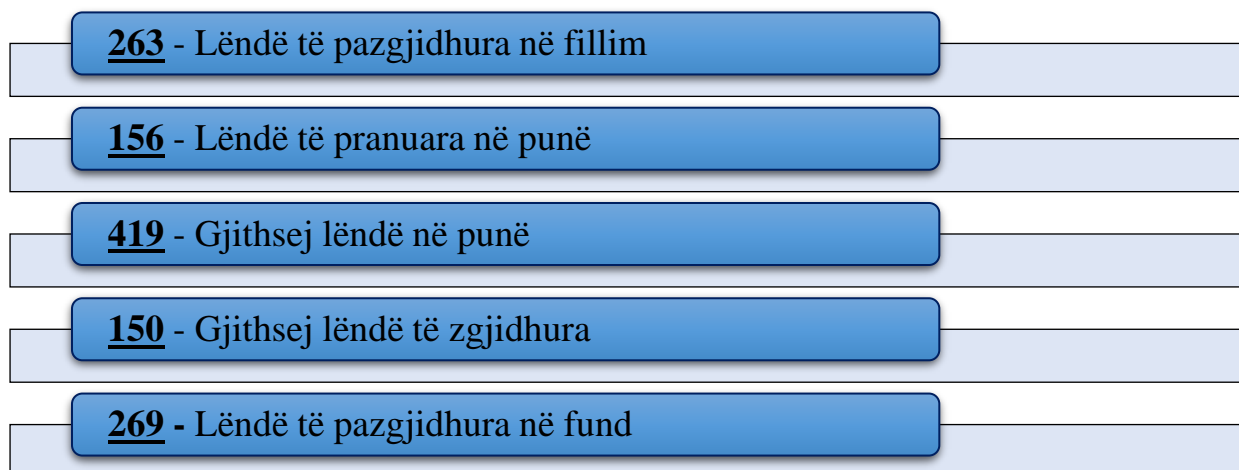 263 - Lëndë të pazgjidhura në fillim
156 - Lëndë të pranuara në punë
419 - Gjithsej lëndë në punë
150 - Gjithsej lëndë të zgjidhura
269 - Lëndë të pazgjidhura në fund